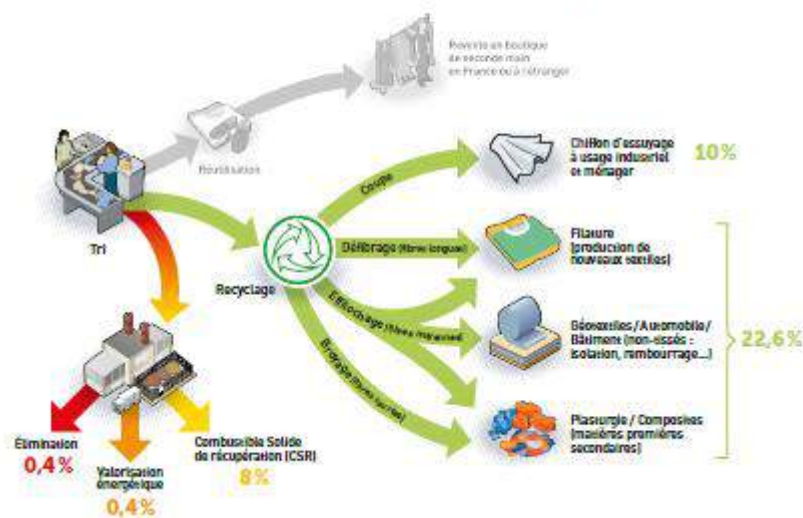 Revente en boutique
de seconde main
en France ou à l'étranger
Réutilisation
Tri
Recyclage
Coupe
Défibrage (fibres longues)
Effilochage (fibres moyennes)
Broyage (fibres courtes)
Chiffon d'essuyage
à usage industriel
et ménager
10%
Filature
(production de
nouveaux textiles)
Géotextiles / Automobile /
Bâtiment (non-tissés :
isolation, rembourrage...)
22,6%
Plasturgie / Composites
(matières premières
secondaires)
Élimination
0,4%
Valorisation
énergétique
0,4%
Combustible Solide
de récupération (CSR)
8%